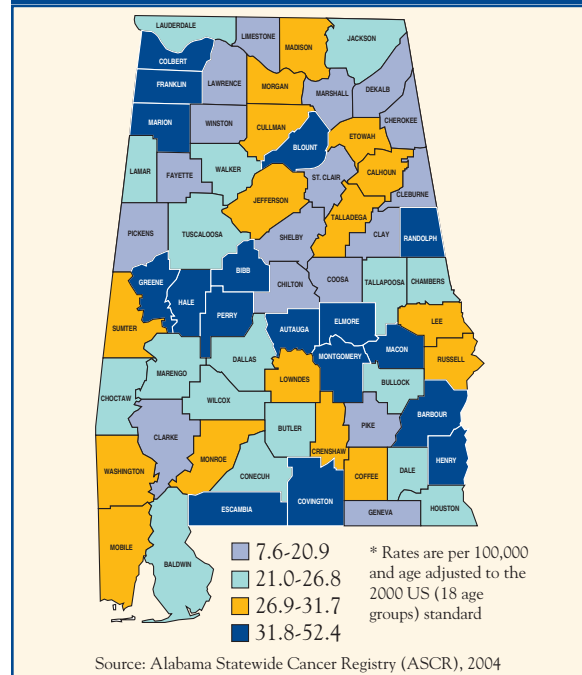 LAUDERDALE
LIMESTONE
MADISON
JACKSON
COLBERT
FRANKLIN
LAWRENCE
MORGAN
MARSHALL
DEKALB
CHEROKEE
MARION
WINSTON
CULLMAN
BLOUNT
ETOWAH
LAMAR
FAYETTE
WALKER
ST. CLAIR
CALHOUN
CLEBURNE
JEFFERSON
TALLADEGA
PICKENS
TUSCALOOSA
SHELBY
CLAY
RANDOLPH
GREENE
HALE
BIBB
CHILTON
COOSA
TALLAPOOSA
CHAMBERS
SUMTER
PERRY
AUTAUGA
ELMORE
LEE
MACON
MONTGOMERY
RUSSELL
DALLAS
MARENGO
LOWNDES
BULLOCK
CHOCTAW
WILCOX
BARBOUR
BUTLER
PIKE
CLARKE
CRENSHAW
MONROE
HENRY
WASHINGTON
CONECUH
COFFEE
DALE
COVINGTON
ESCAMBIA
GENEVA
HOUSTON
MOBILE
BALDWIN
7.6-20.9
21.0-26.8
26.9-31.7
31.8-52.4
* Rates are per 100,000
and age adjusted to the
2000 US (18 age
groups) standard
Source: Alabama Statewide Cancer Registry (ASCR), 2004